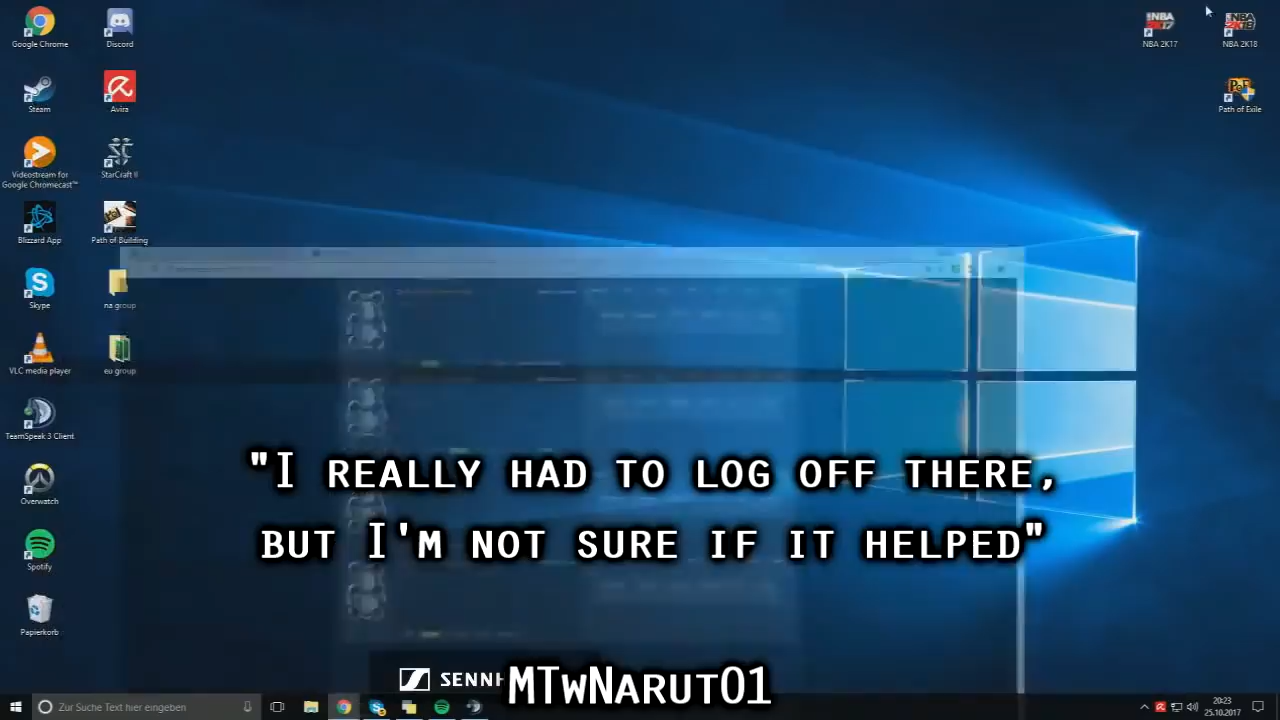 Google Chrome
Discord
NBA 2K17
NBA 2K18
Steam
Avira
Path of Exile
Videostream for
Google Chromecast™
StarCraft II
Blizzard App
Path of Building
Skype
na group
VLC media player
eu group
TeamSpeak 3 Client
Overwatch
Spotify
Papierkorb
"I REALLY HAD TO LOG OFF THERE,
BUT I'M NOT SURE IF IT HELPED"
MTwNarut01
Zur Suche Text hier eingeben
20:23
25.10.2017